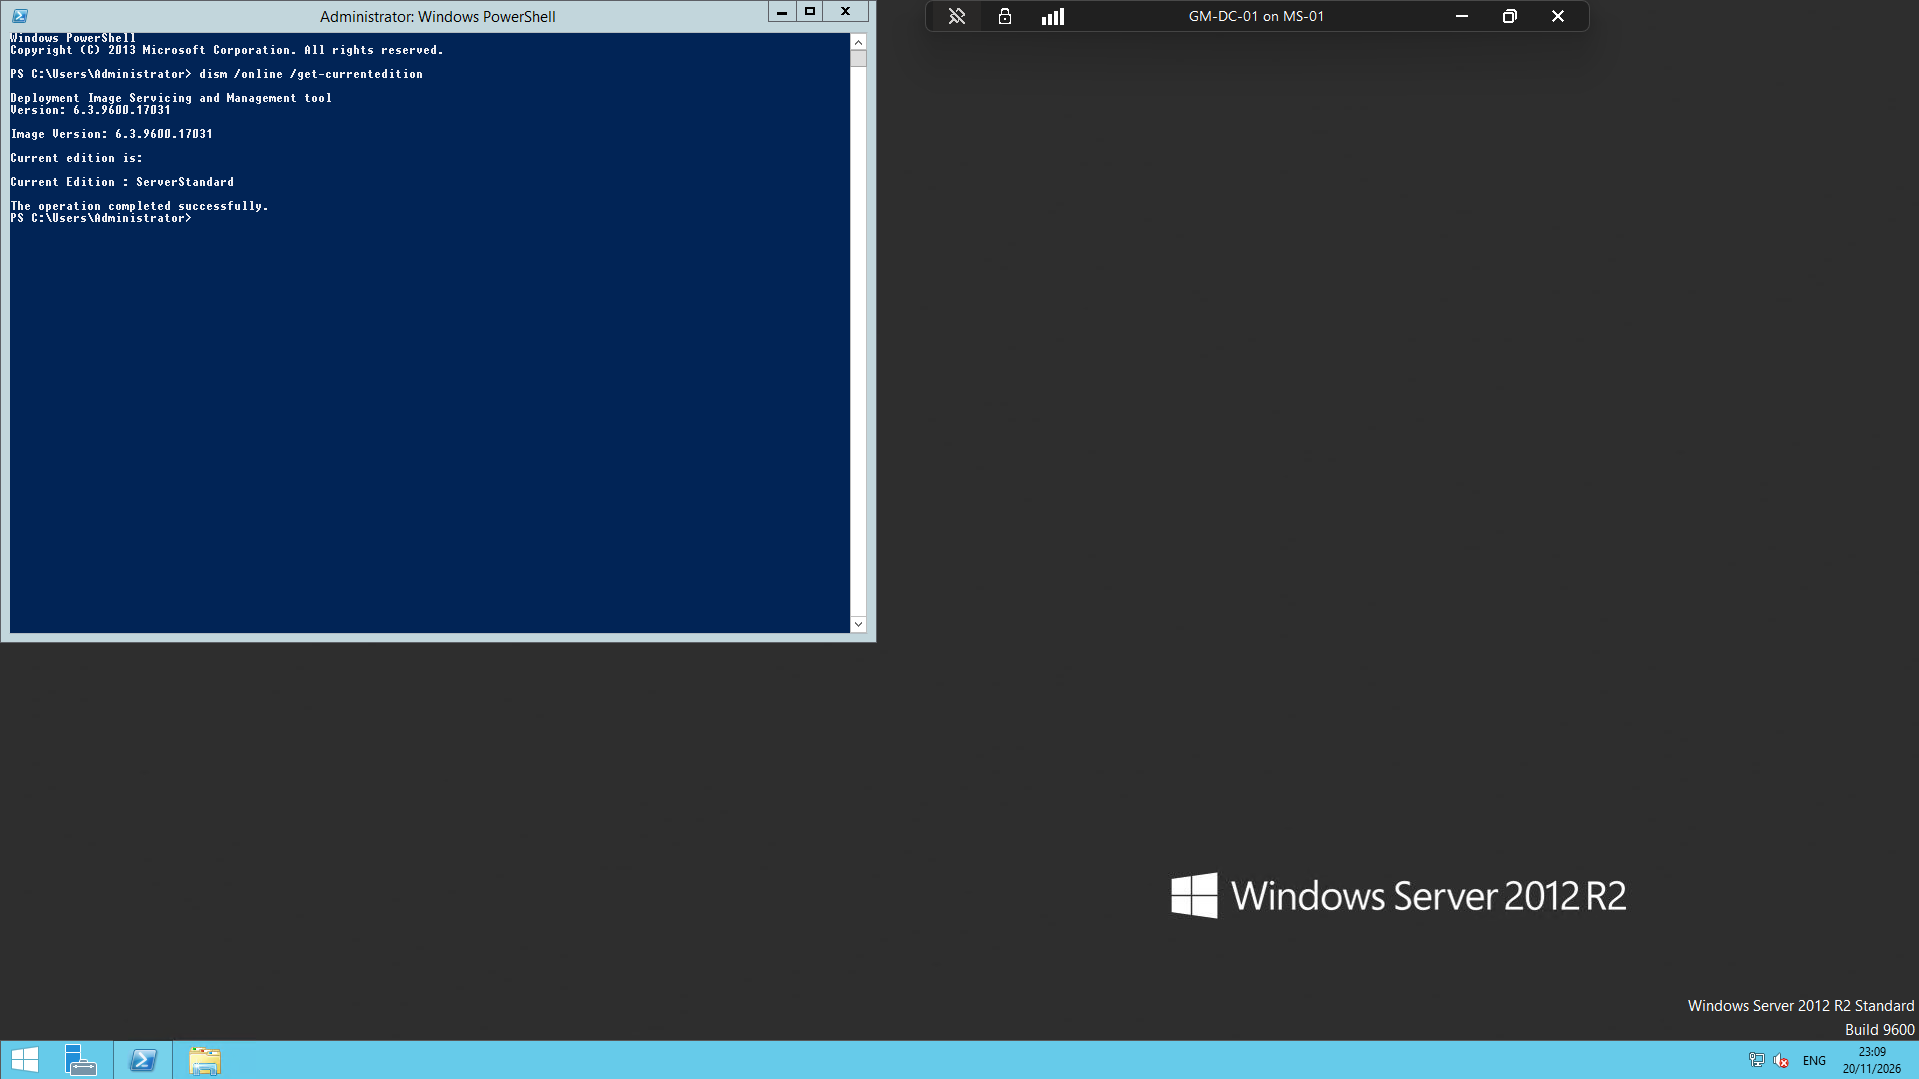 Administrator: Windows PowerShell
Windows PowerShell
Copyright (C) 2013 Microsoft Corporation. All rights reserved.
PS C:\Users\Administrator> dism /online /get-currentedition
Deployment Image Servicing and Management tool
Version: 6.3.9600.17031
Image Version: 6.3.9600.17031
Current edition is:
Current Edition : ServerStandard
The operation completed successfully.
PS C:\Users\Administrator>
GM-DC-01 on MS-01
Windows Server 2012 R2
Windows Server 2012 R2 Standard
Build 9600
ENG
23:09
20/11/2026